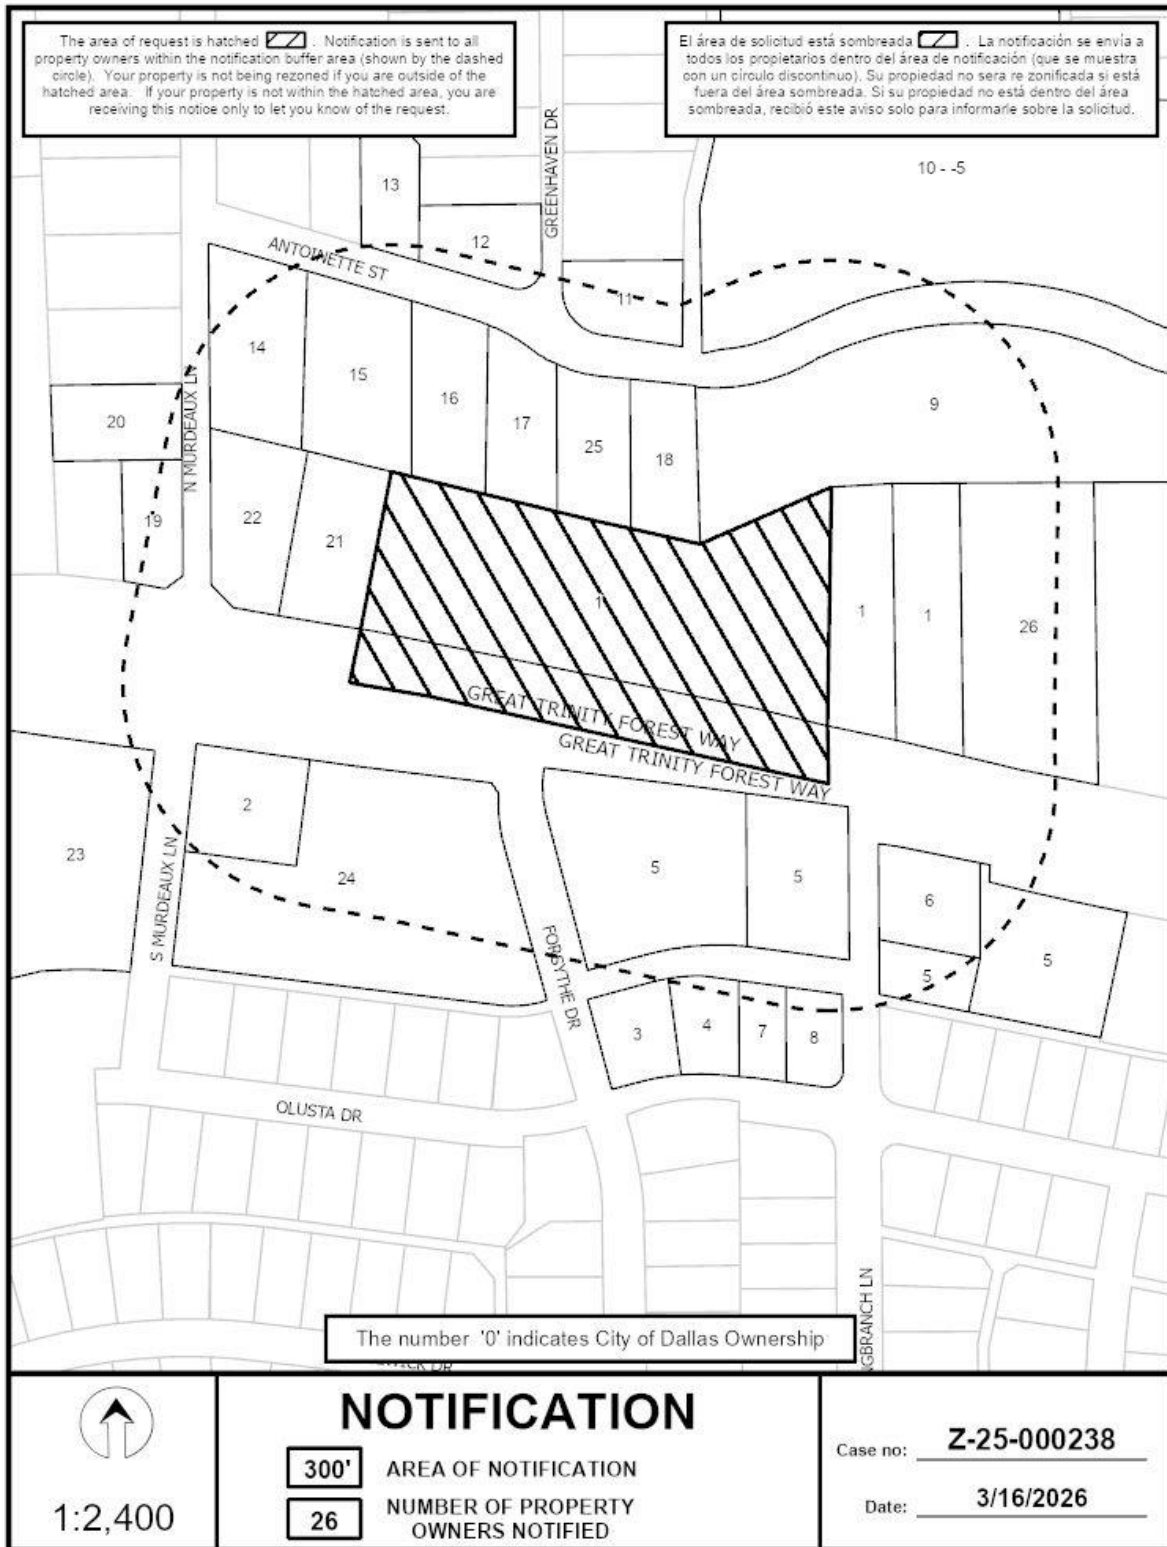 The area of request is hatched . Notification is sent to all
property owners within the notification buffer area (shown by the dashed
circle). Your property is not being rezoned if you are outside of the
hatched area. If your property is not within the hatched area, you are
receiving this notice only to let you know of the request.
El área de solicitud está sombreada . La notificación se envía a
todos los propietarios dentro del área de notificación (que se muestra
con un círculo discontinuo). Su propiedad no sera re zonificada si está
fuera del área sombreada. Si su propiedad no está dentro del área
sombreada, recibió este aviso solo para informarle sobre la solicitud.
GREENHAVEN DR
10 - -5
13
12
ANTOINETTE ST
11
14
15
16
17
25
18
9
20
N MURDEAUX LN
19
22
21
1
1
1
26
GREAT TRINITY FOREST WAY
GREAT TRINITY FOREST WAY
2
23
S MURDEAUX LN
24
5
5
6
5
5
FORSYTHE DR
3
4
7
8
OLUSTA DR
GBRANCH LN
WICK DR
The number '0' indicates City of Dallas Ownership
1:2,400
NOTIFICATION
300' AREA OF NOTIFICATION
26 NUMBER OF PROPERTY
OWNERS NOTIFIED
Case no: Z-25-000238
Date: 3/16/2026